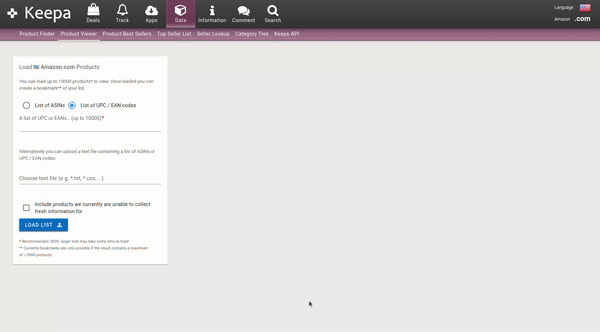 Keepa
Deals
Track
Apps
Data
Information
Comment
Search
Language
Amazon .com
Product Finder Product Viewer Product Best Sellers Top Seller List Seller Lookup Category Tree Keepa API
Load Amazon.com Products
You can load up to 10000 products* to view. Once loaded you can
create a bookmark** of your list.
List of ASINs List of UPC / EAN codes
A list of UPC or EANs... (up to 10000)*
Alternatively you can upload a text file containing a list of ASINs or
UPC / EAN codes.
Choose text file (e.g. *.txt, *.csv, ...)
Include products we currently are unable to collect
fresh information for
LOAD LIST
* Recommended: 5000, larger lists may take some time to load!
** Currently bookmarks are only possible if the result contains a maximum
of ~3000 products